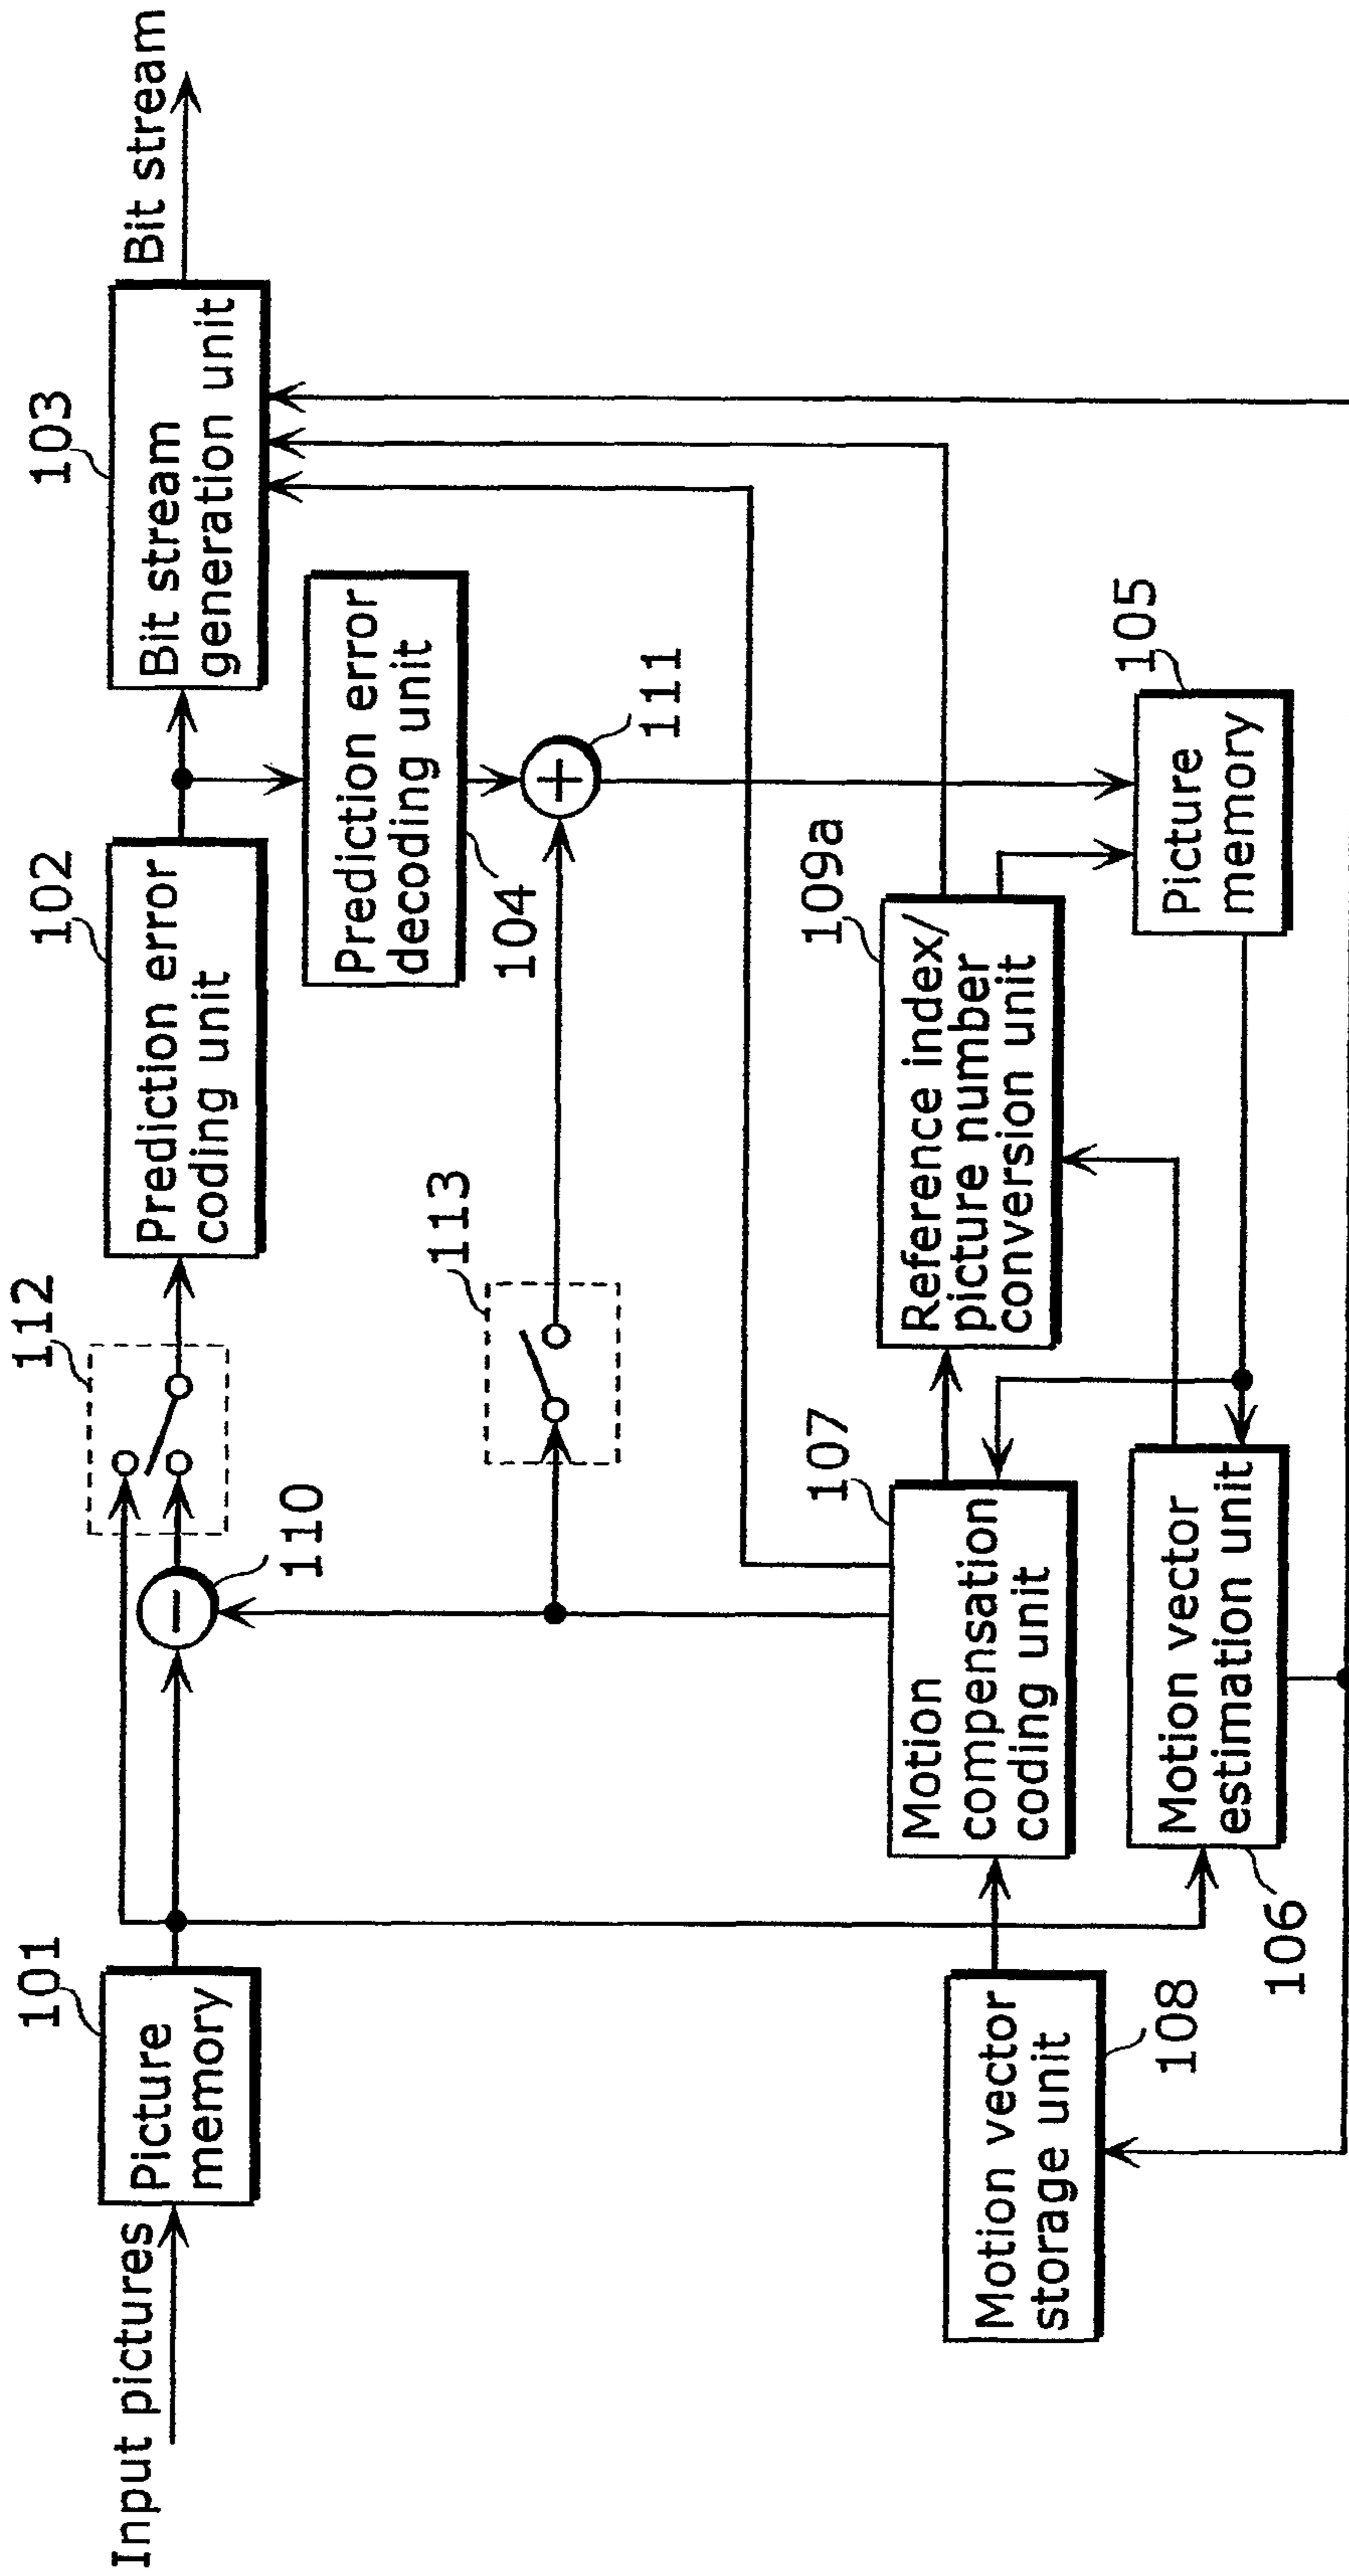 Input pictures
101
Picture
memory
112
110
102
Prediction error
coding unit
103
Bit stream
generation unit
Bit stream
113
Prediction error
decoding unit
104
111
107
Motion
compensation
coding unit
109a
Reference index/
picture number
conversion unit
105
Picture
memory
Motion vector
storage unit
108
Motion vector
estimation unit
106